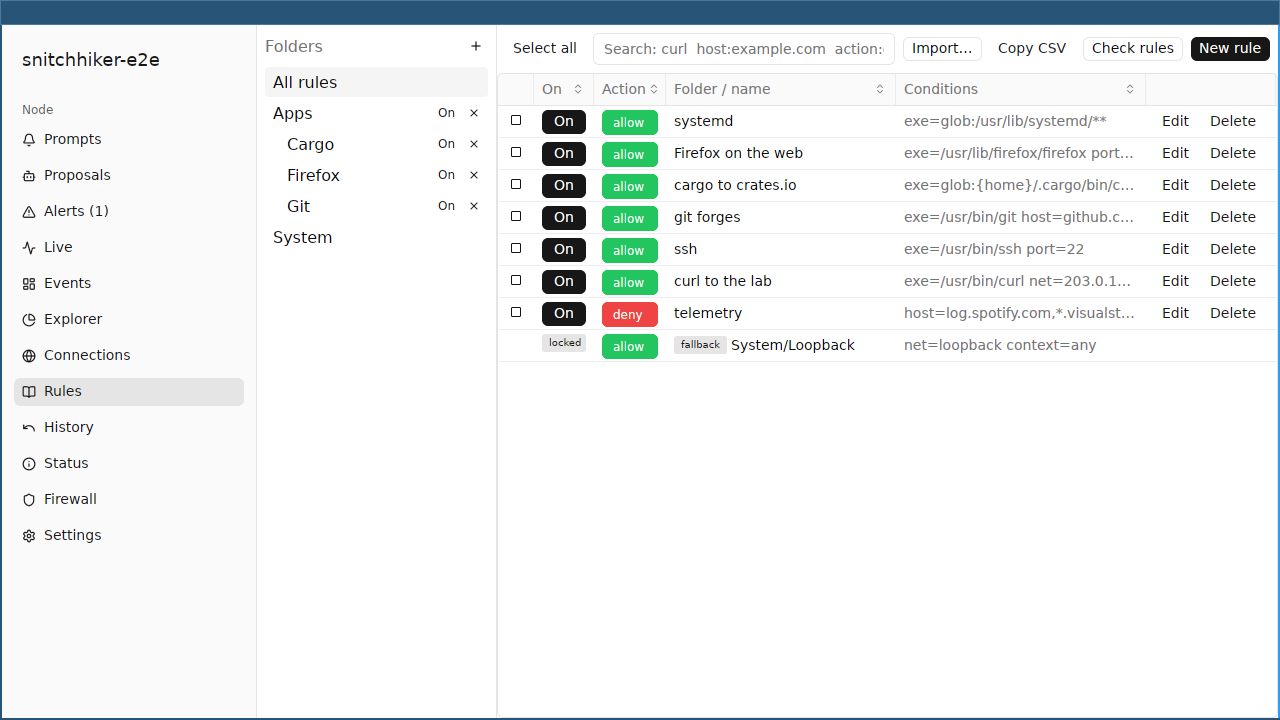 snitchhiker-e2e
Node
Prompts
Proposals
Alerts (1)
Live
Events
Explorer
Connections
Rules
History
Status
Firewall
Settings
Folders +
All rules
Apps On ×
Cargo On ×
Firefox On ×
Git On ×
System
Select all Search: curl host:example.com action: Import... Copy CSV Check rules New rule
On Action Folder / name Conditions
On allow systemd exe=glob:/usr/lib/systemd/** Edit Delete
On allow Firefox on the web exe=/usr/lib/firefox/firefox port... Edit Delete
On allow cargo to crates.io exe=glob:{home}/.cargo/bin/c... Edit Delete
On allow git forges exe=/usr/bin/git host=github.c... Edit Delete
On allow ssh exe=/usr/bin/ssh port=22 Edit Delete
On allow curl to the lab exe=/usr/bin/curl net=203.0.1... Edit Delete
On deny telemetry host=log.spotify.com,*.visualst... Edit Delete
locked allow fallback System/Loopback net=loopback context=any